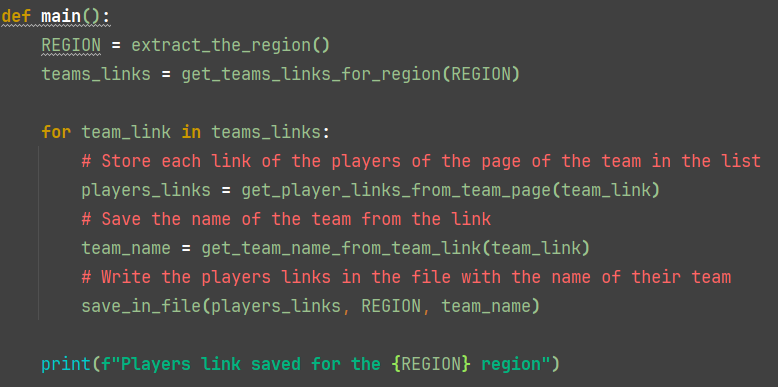 def main():
    REGION = extract_the_region()
    teams_links = get_teams_links_for_region(REGION)

    for team_link in teams_links:
        # Store each link of the players of the page of the team in the list
        players_links = get_player_links_from_team_page(team_link)
        # Save the name of the team from the link
        team_name = get_team_name_from_team_link(team_link)
        # Write the players links in the file with the name of their team
        save_in_file(players_links, REGION, team_name)

    print(f"Players link saved for the {REGION} region")